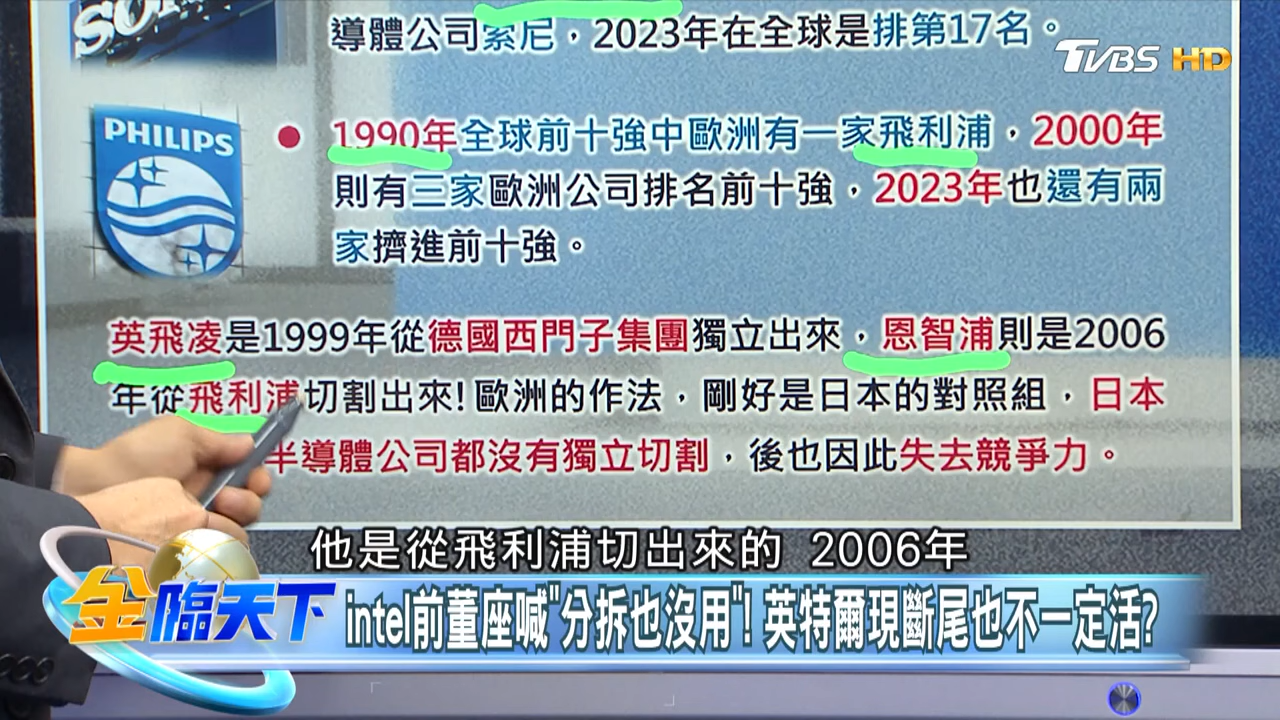 SONY
導體公司索尼，2023年在全球是排第17名。
TVBS HD
PHILIPS
1990年全球前十強中歐洲有一家飛利浦，2000年
則有三家歐洲公司排名前十強，2023年也還有兩
家擠進前十強。
英飛凌是1999年從德國西門子集團獨立出來，恩智浦則是2006
年從飛利浦切割出來!歐洲的作法，剛好是日本的對照組，日本
半導體公司都沒有獨立切割，後也因此失去競爭力。
他是從飛利浦切出來的 2006年
金臨天下
intel前董座喊"分拆也沒用"!英特爾現斷尾也不一定活?